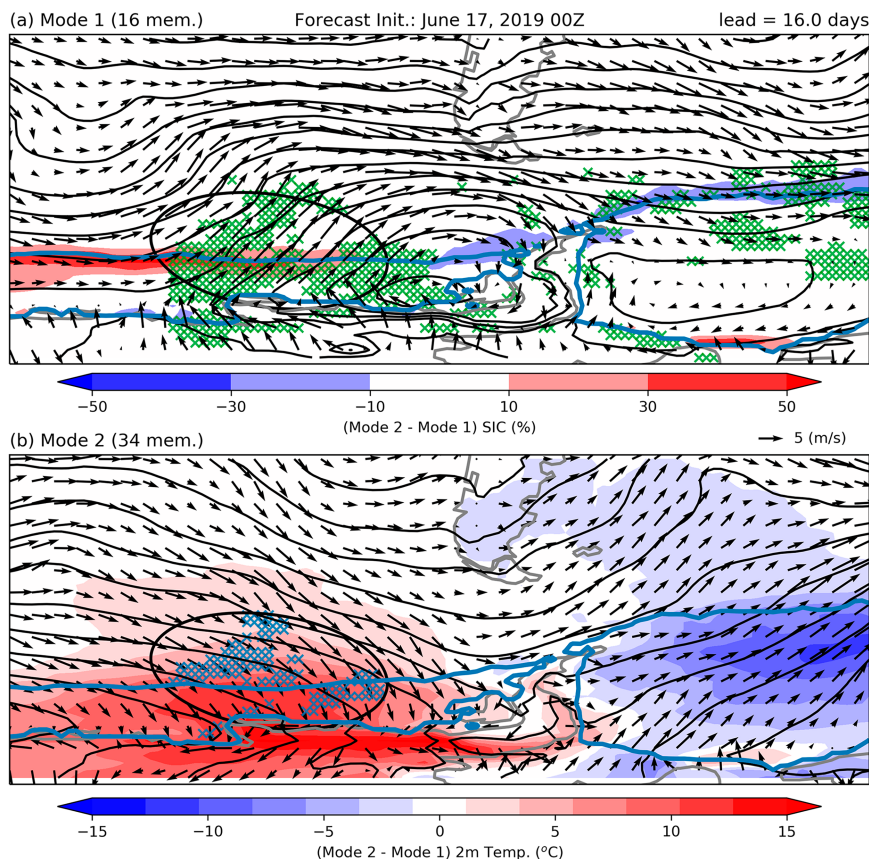 (a) Mode 1 (16 mem.) Forecast Init.: June 17, 2019 00Z lead = 16.0 days
−50 −30 −10 10 30 50
(Mode 2 - Mode 1) SIC (%)
(b) Mode 2 (34 mem.) 5 (m/s)
−15 −10 −5 0 5 10 15
(Mode 2 - Mode 1) 2m Temp. (°C)